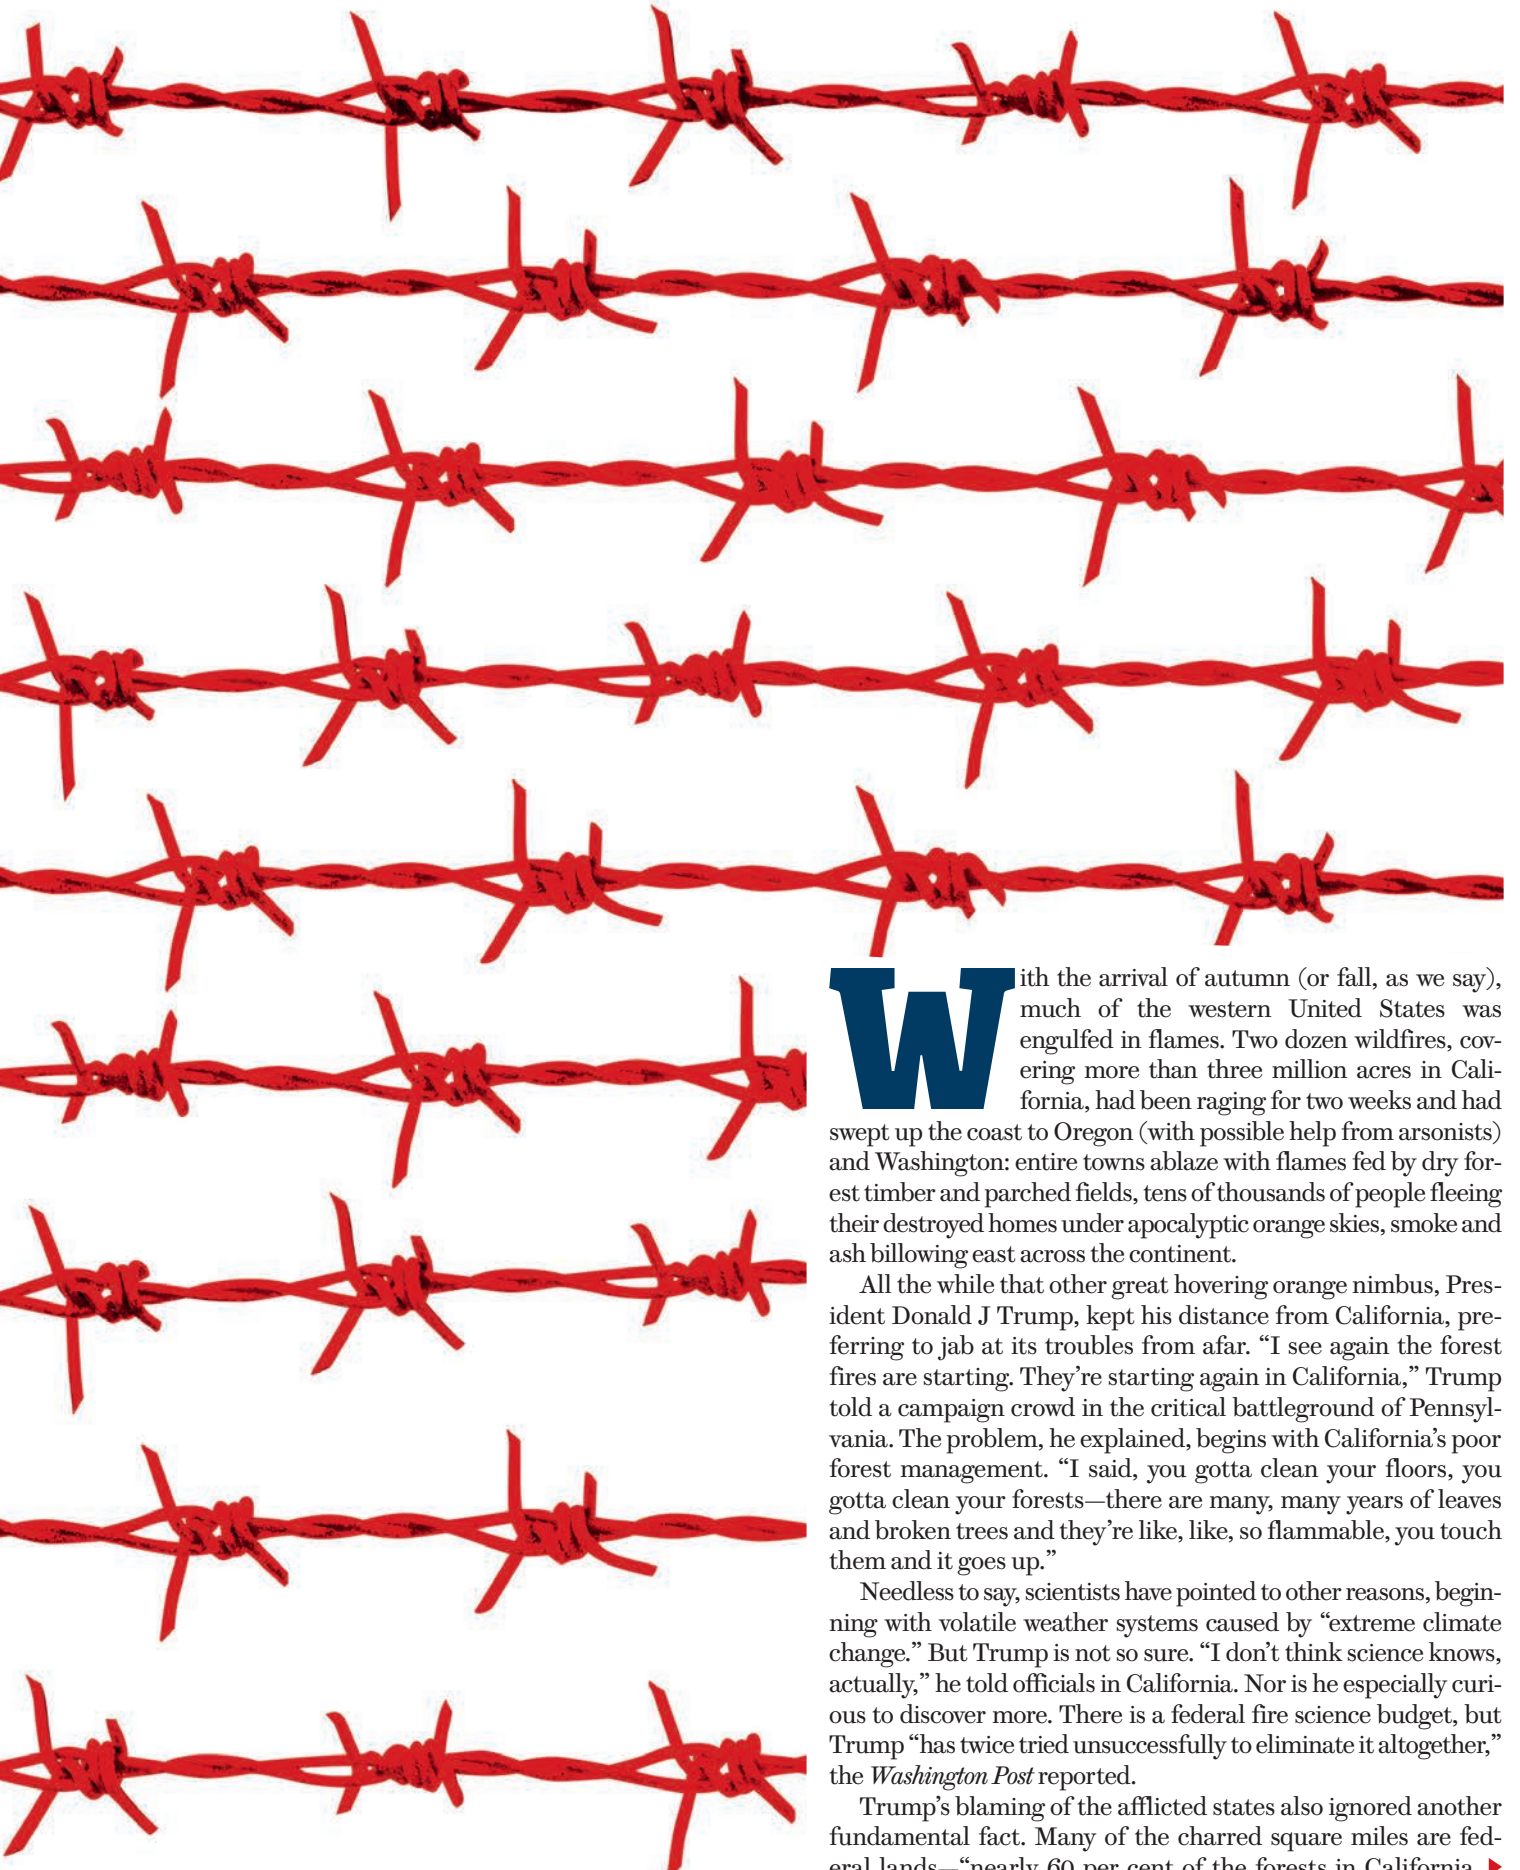 With the arrival of autumn (or fall, as we say),
much of the western United States was
engulfed in flames. Two dozen wildfires, cov-
ering more than three million acres in Cali-
fornia, had been raging for two weeks and had
swept up the coast to Oregon (with possible help from arsonists)
and Washington: entire towns ablaze with flames fed by dry for-
est timber and parched fields, tens of thousands of people fleeing
their destroyed homes under apocalyptic orange skies, smoke and
ash billowing east across the continent.
All the while that other great hovering orange nimbus, Pres-
ident Donald J Trump, kept his distance from California, pre-
ferring to jab at its troubles from afar. “I see again the forest
fires are starting. They’re starting again in California,” Trump
told a campaign crowd in the critical battleground of Pennsyl-
vania. The problem, he explained, begins with California’s poor
forest management. “I said, you gotta clean your floors, you
gotta clean your forests—there are many, many years of leaves
and broken trees and they’re like, like, so flammable, you touch
them and it goes up.”
Needless to say, scientists have pointed to other reasons, begin-
ning with volatile weather systems caused by “extreme climate
change.” But Trump is not so sure. “I don’t think science knows,
actually,” he told officials in California. Nor is he especially curi-
ous to discover more. There is a federal fire science budget, but
Trump “has twice tried unsuccessfully to eliminate it altogether,”
the Washington Post reported.
Trump’s blaming of the afflicted states also ignored another
fundamental fact. Many of the charred square miles are fed-
eral lands—“nearly 60 per cent of the forests in California